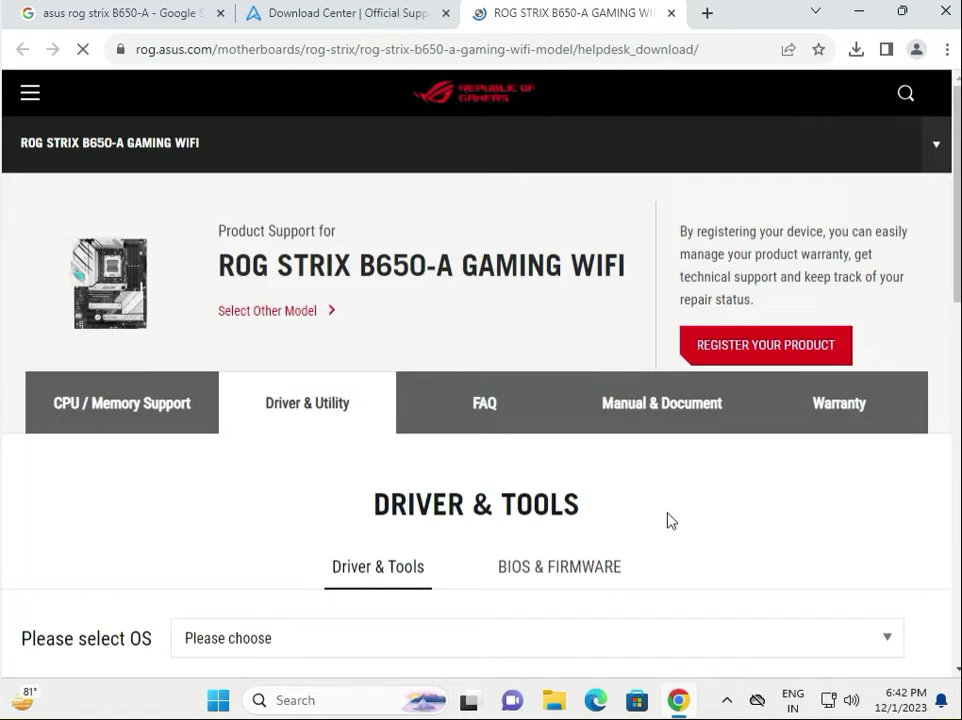 asus rog strix B650-A - Google S
Download Center | Official Supp
ROG STRIX B650-A GAMING WI
rog.asus.com/motherboards/rog-strix/rog-strix-b650-a-gaming-wifi-model/helpdesk_download/
REPUBLIC OF
GAMERS
ROG STRIX B650-A GAMING WIFI
Product Support for
ROG STRIX B650-A GAMING WIFI
Select Other Model
By registering your device, you can easily
manage your product warranty, get
technical support and keep track of your
repair status.
REGISTER YOUR PRODUCT
CPU / Memory Support
Driver & Utility
FAQ
Manual & Document
Warranty
DRIVER & TOOLS
Driver & Tools
BIOS & FIRMWARE
Please select OS
Please choose
81°
Search
ENG
IN
6:42 PM
12/1/2023